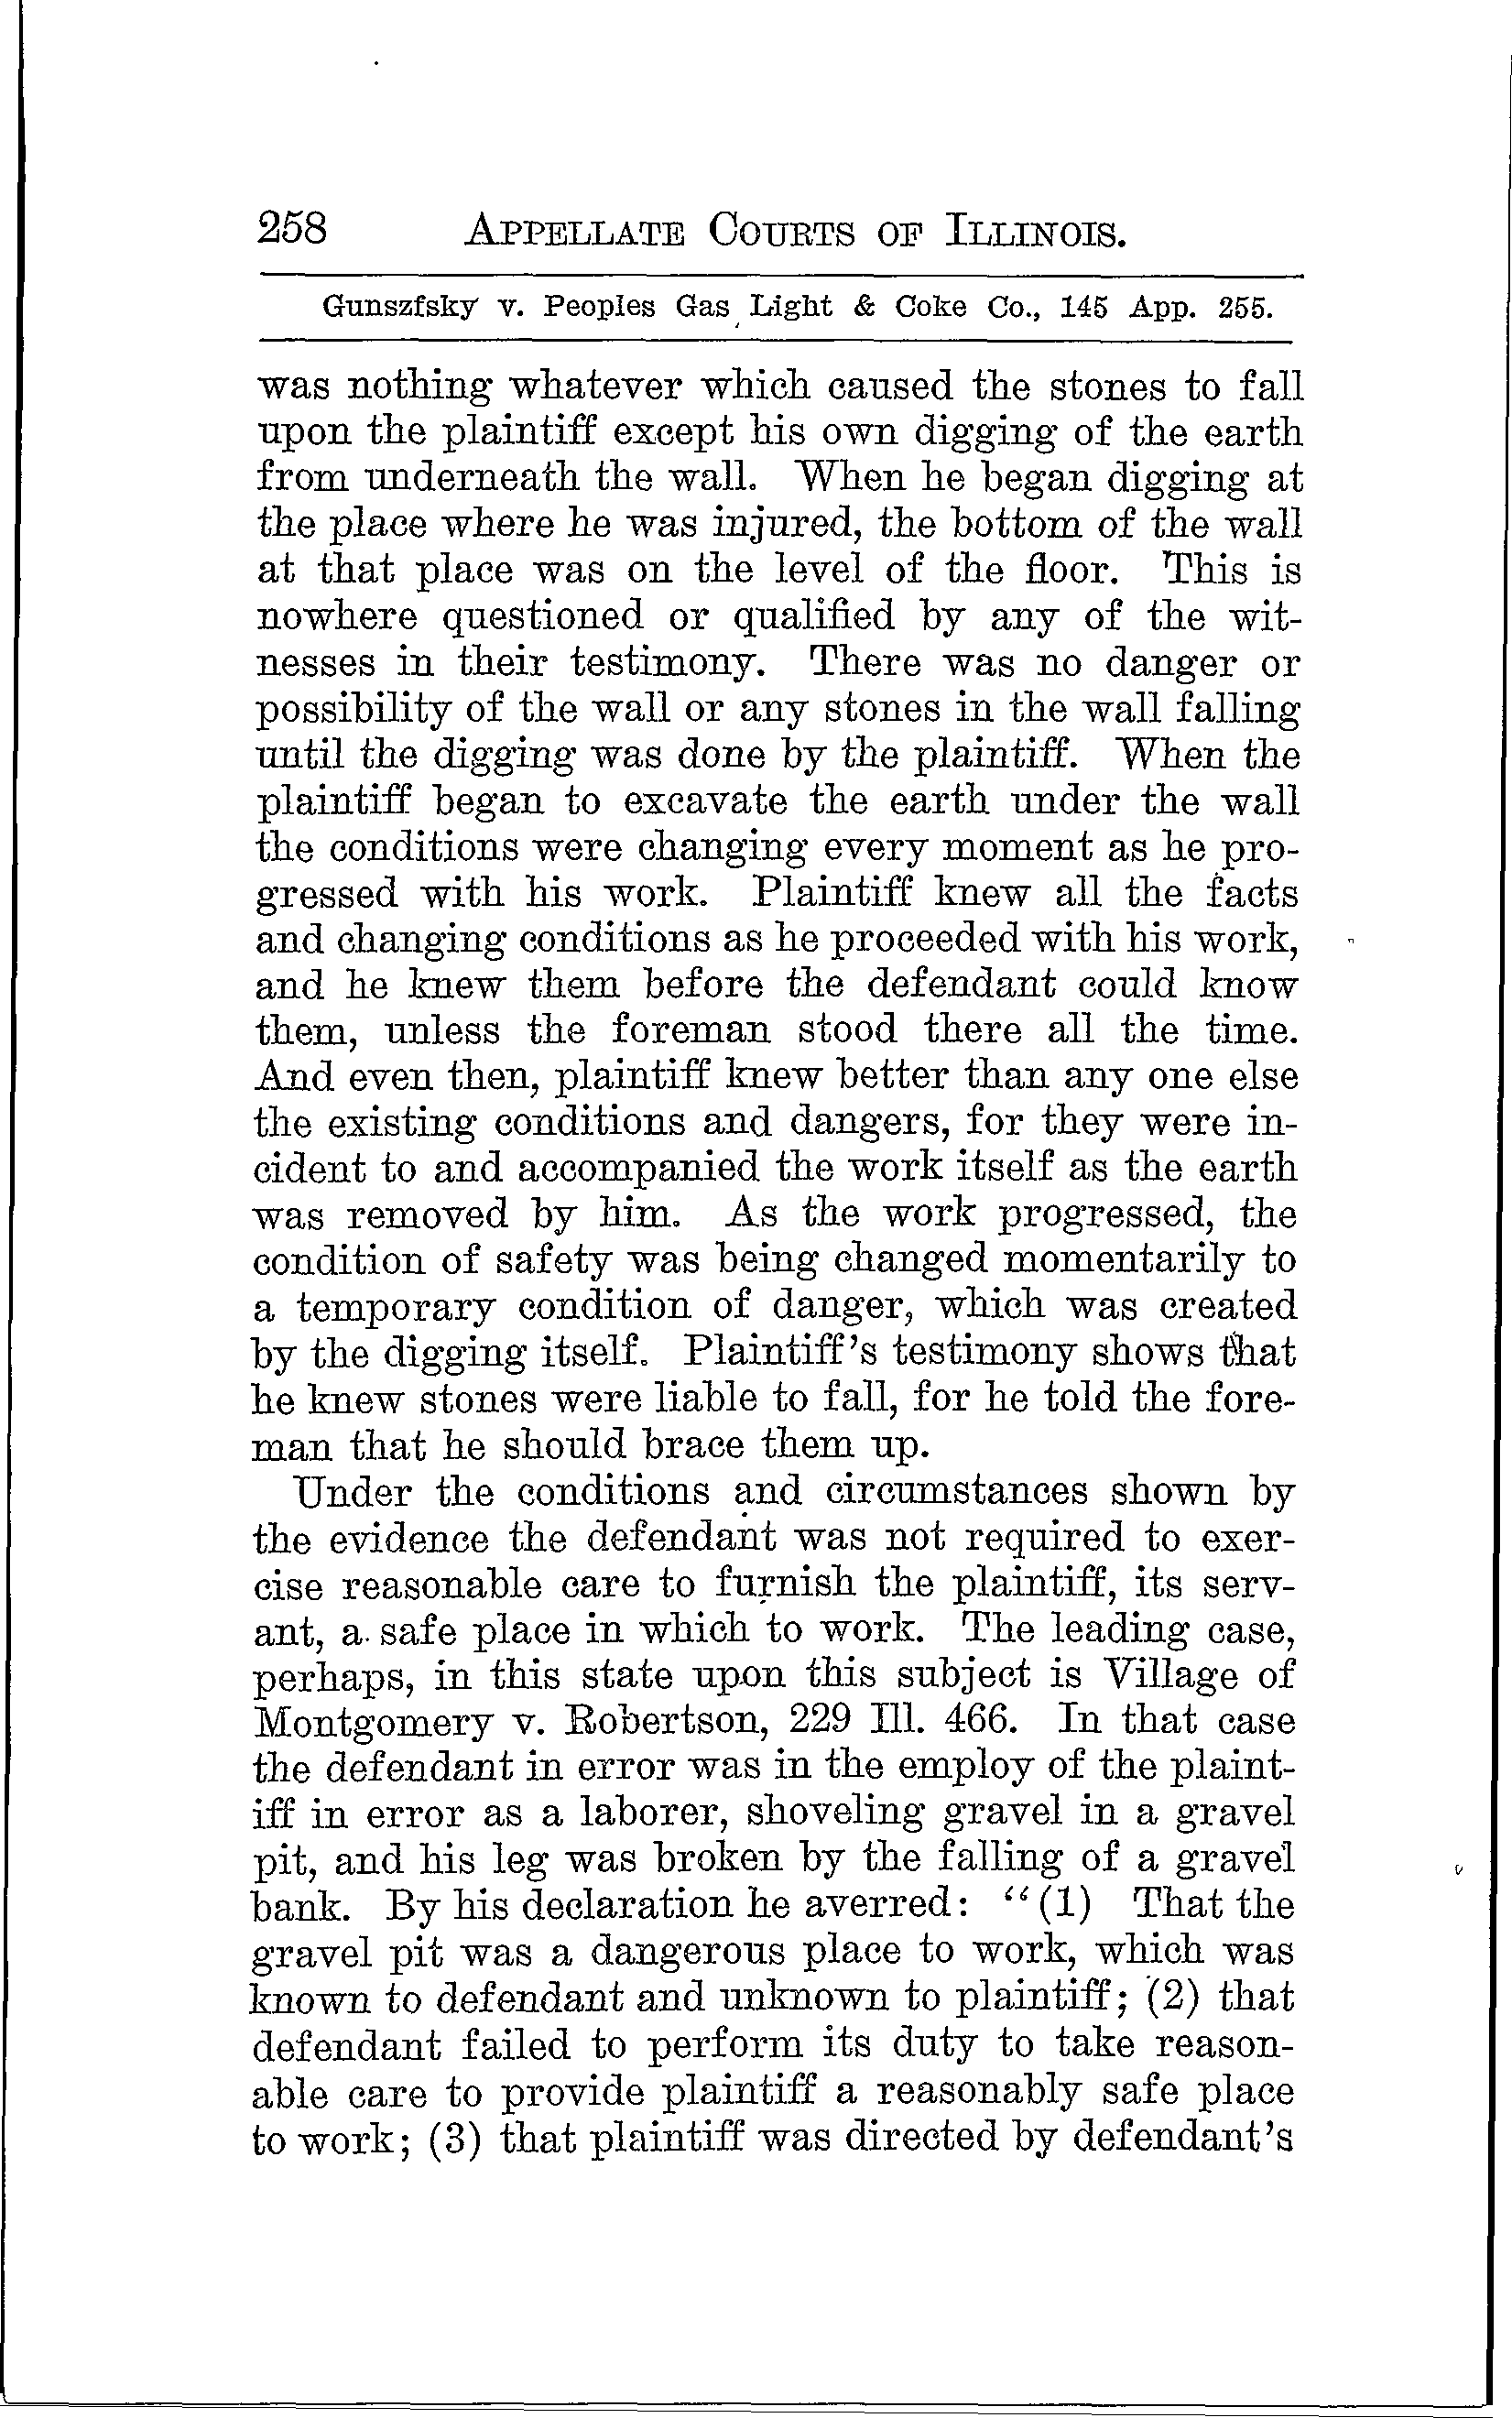 258 APPELLATE COURTS OF ILLINOIS.
Gunszfsky v. Peoples Gas Light & Coke Co., 145 App. 255.
was nothing whatever which caused the stones to fall
upon the plaintiff except his own digging of the earth
from underneath the wall. When he began digging at
the place where he was injured, the bottom of the wall
at that place was on the level of the floor. This is
nowhere questioned or qualified by any of the wit-
nesses in their testimony. There was no danger or
possibility of the wall or any stones in the wall falling
until the digging was done by the plaintiff. When the
plaintiff began to excavate the earth under the wall
the conditions were changing every moment as he pro-
gressed with his work. Plaintiff knew all the facts
and changing conditions as he proceeded with his work,
and he knew them before the defendant could know
them, unless the foreman stood there all the time.
And even then, plaintiff knew better than any one else
the existing conditions and dangers, for they were in-
cident to and accompanied the work itself as the earth
was removed by him. As the work progressed, the
condition of safety was being changed momentarily to
a temporary condition of danger, which was created
by the digging itself. Plaintiff's testimony shows that
he knew stones were liable to fall, for he told the fore-
man that he should brace them up.
Under the conditions and circumstances shown by
the evidence the defendant was not required to exer-
cise reasonable care to furnish the plaintiff, its serv-
ant, a safe place in which to work. The leading case,
perhaps, in this state upon this subject is Village of
Montgomery v. Robertson, 229 Ill. 466. In that case
the defendant in error was in the employ of the plaint-
iff in error as a laborer, shoveling gravel in a gravel
pit, and his leg was broken by the falling of a gravel
bank. By his declaration he averred: "(1) That the
gravel pit was a dangerous place to work, which was
known to defendant and unknown to plaintiff; (2) that
defendant failed to perform its duty to take reason-
able care to provide plaintiff a reasonably safe place
to work; (3) that plaintiff was directed by defendant's